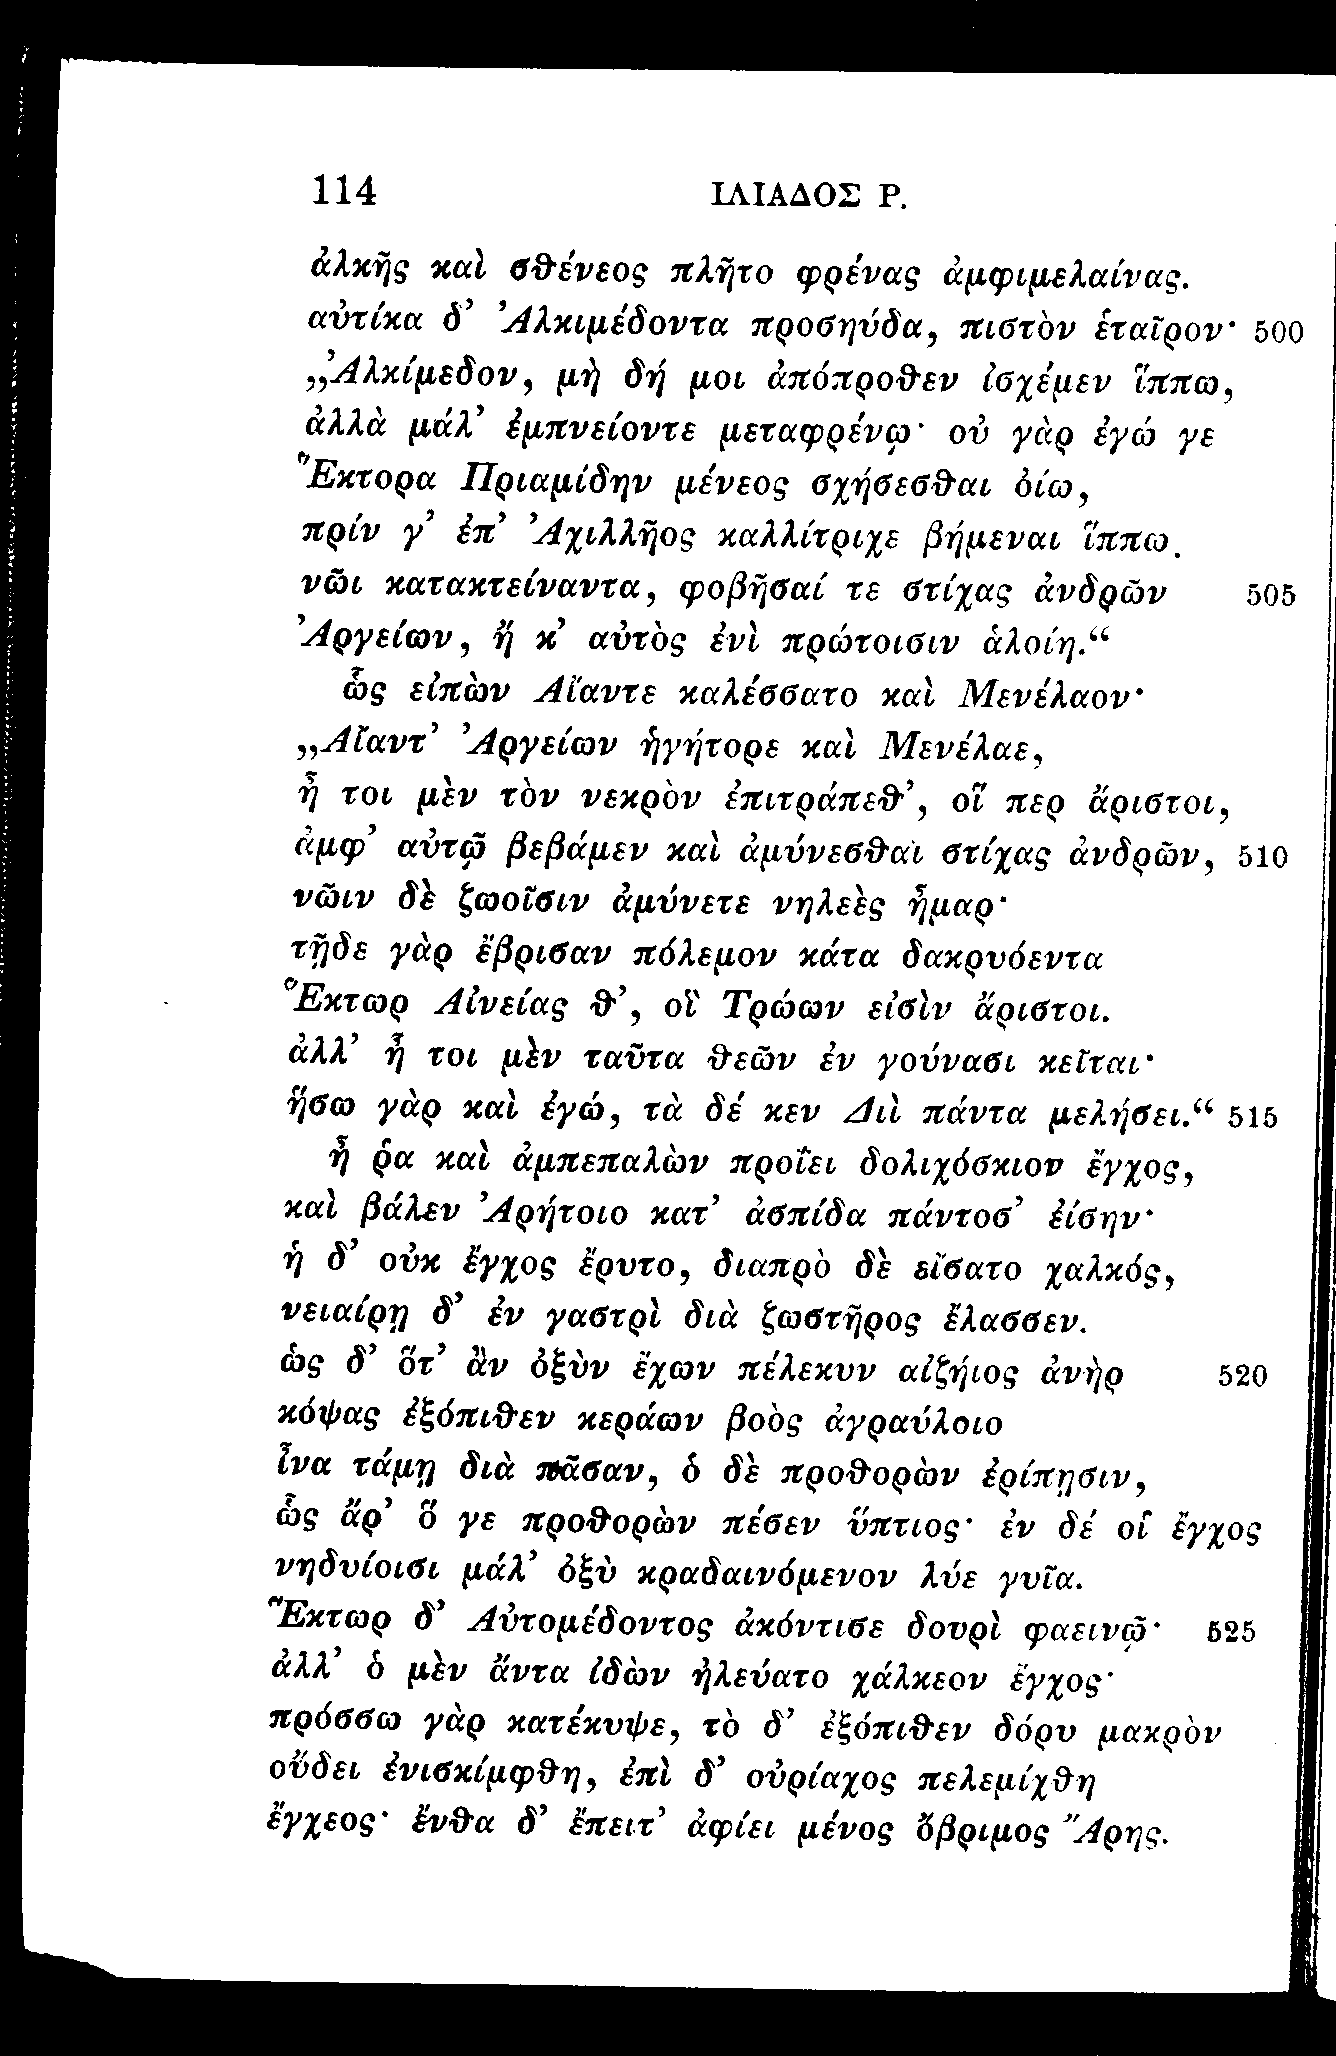 114 ΙΛΙΑΔΟΣ Ρ.
ἀλκῆς καὶ σθένεος πλῆτο φρένας ἀμφιμελαίνας.
αὐτίκα δ’ Ἀλκιμέδοντα προσηύδα, πιστὸν ἑταῖρον· 500
„Ἀλκίμεδον, μὴ δή μοι ἀπόπροθεν ἰσχέμεν ἵππω,
ἀλλὰ μάλ’ ἐμπνείοντε μεταφρένῳ· οὐ γὰρ ἐγώ γε
Ἕκτορα Πριαμίδην μένεος σχήσεσθαι ὀίω,
πρίν γ’ ἐπ’ Ἀχιλλῆος καλλίτριχε βήμεναι ἵππω
νῶι κατακτείναντα, φοβῆσαί τε στίχας ἀνδρῶν 505
Ἀργείων, ἤ κ’ αὐτὸς ἐνὶ πρώτοισιν ἁλοίη.“
ὣς εἰπὼν Αἴαντε καλέσσατο καὶ Μενέλαον·
„Αἴαντ’ Ἀργείων ἡγήτορε καὶ Μενέλαε,
ἦ τοι μὲν τὸν νεκρὸν ἐπιτράπεθ’, οἵ περ ἄριστοι,
ἀμφ’ αὐτῷ βεβάμεν καὶ ἀμύνεσθαι στίχας ἀνδρῶν, 510
νῶιν δὲ ζωοῖσιν ἀμύνετε νηλεὲς ἦμαρ·
τῇδε γὰρ ἔβρισαν πόλεμον κάτα δακρυόεντα
Ἕκτωρ Αἰνείας θ’, οἳ Τρώων εἰσὶν ἄριστοι.
ἀλλ’ ἦ τοι μὲν ταῦτα θεῶν ἐν γούνασι κεῖται·
ἥσω γὰρ καὶ ἐγώ, τὰ δέ κεν Διὶ πάντα μελήσει.“ 515
ἦ ῥα καὶ ἀμπεπαλὼν προΐει δολιχόσκιον ἔγχος,
καὶ βάλεν Ἀρήτοιο κατ’ ἀσπίδα πάντοσ’ ἐίσην·
ἡ δ’ οὐκ ἔγχος ἔρυτο, διαπρὸ δὲ εἴσατο χαλκός,
νειαίρῃ δ’ ἐν γαστρὶ διὰ ζωστῆρος ἔλασσεν.
ὡς δ’ ὅτ’ ἂν ὀξὺν ἔχων πέλεκυν αἰζήιος ἀνὴρ 520
κόψας ἐξόπιθεν κεράων βοὸς ἀγραύλοιο
ἶνα τάμῃ διὰ πᾶσαν, ὁ δὲ προθορὼν ἐρίπῃσιν,
ὣς ἄρ’ ὅ γε προθορὼν πέσεν ὕπτιος· ἐν δέ οἱ ἔγχος
νηδυίοισι μάλ’ ὀξὺ κραδαινόμενον λύε γυῖα.
Ἕκτωρ δ’ Αὐτομέδοντος ἀκόντισε δουρὶ φαεινῷ· 525
ἀλλ’ ὁ μὲν ἄντα ἰδὼν ἠλεύατο χάλκεον ἔγχος·
πρόσσω γὰρ κατέκυψε, τὸ δ’ ἐξόπιθεν δόρυ μακρὸν
οὔδει ἐνισκίμφθη, ἐπὶ δ’ οὐρίαχος πελεμίχθη
ἔγχεος· ἔνθα δ’ ἔπειτ’ ἀφίει μένος ὄβριμος Ἄρης.